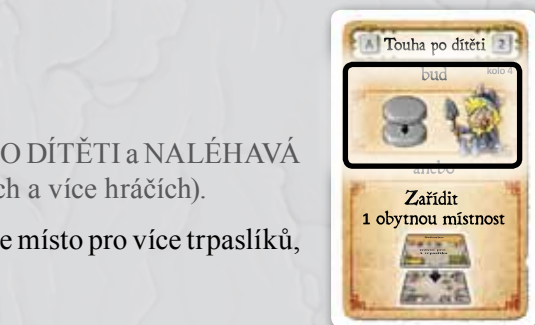 O DÍTĚTI a NALÉHAVÁ
ch a více hráčích).
e místo pro více trpaslíků,
A Touha po dítěti 2
buď
kolo 4
anebo
Zařídit
1 obytnou místnost